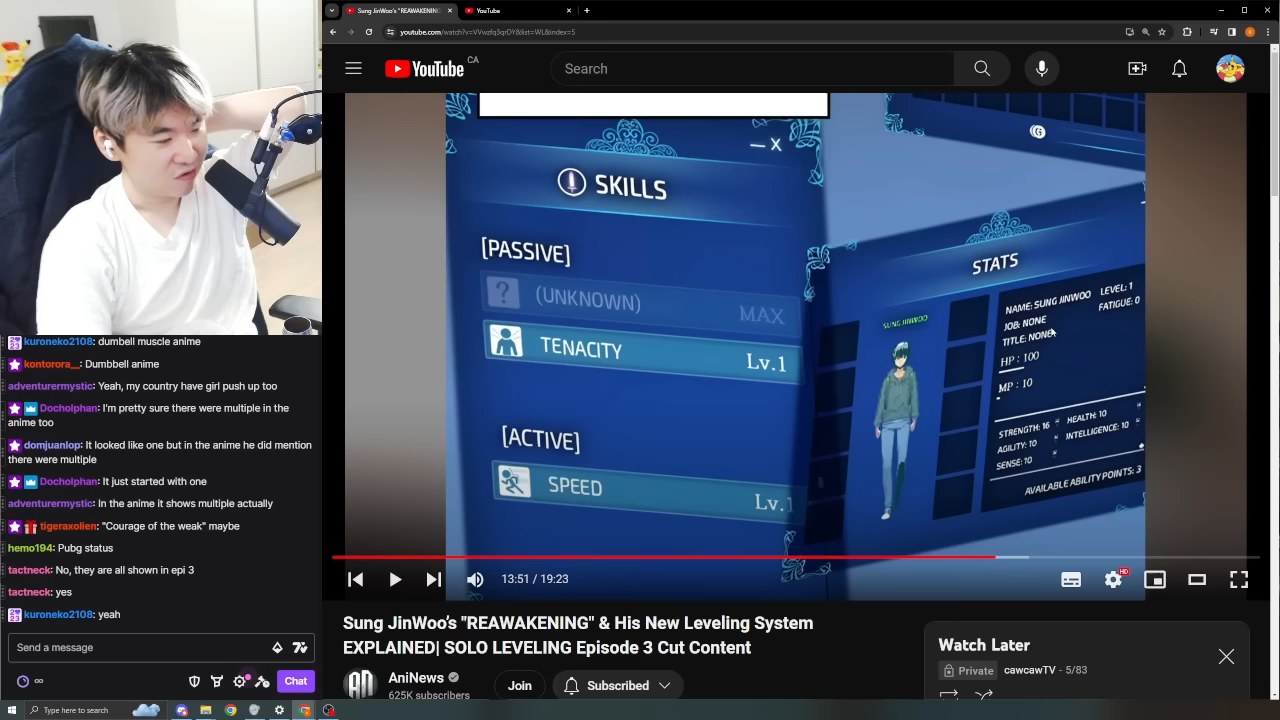 Sung JinWoo's "REAWAKENING
YouTube
youtube.com/watch?v=VVwzfq3qrDY&list=WL&index=5
YouTube CA
Search
SKILLS
[PASSIVE]
(UNKNOWN) MAX
TENACITY Lv.1
[ACTIVE]
SPEED Lv.1
STATS
SUNG JINWOO
NAME: SUNG JINWOO LEVEL: 1
JOB: NONE FATIGUE: 0
TITLE: NONE
HP : 100
MP : 10
STRENGTH: 16 HEALTH: 10
AGILITY: 10 INTELLIGENCE: 10
SENSE: 10
AVAILABLE ABILITY POINTS: 3
13:51 / 19:23
HD
Sung JinWoo's "REAWAKENING" & His New Leveling System
EXPLAINED| SOLO LEVELING Episode 3 Cut Content
AniNews
625K subscribers
Join
Subscribed
Watch Later
Private cawcawTV - 5/83
kuroneko2108: dumbell muscle anime
kontorora__: Dumbbell anime
adventurermystic: Yeah, my country have girl push up too
Docholphan: I'm pretty sure there were multiple in the
anime too
domjuanlop: It looked like one but in the anime he did mention
there were multiple
Docholphan: It just started with one
adventurermystic: In the anime it shows multiple actually
tigeraxolien: "Courage of the weak" maybe
hemo194: Pubg status
tactneck: No, they are all shown in epi 3
tactneck: yes
kuroneko2108: yeah
Send a message
Chat
Type here to search